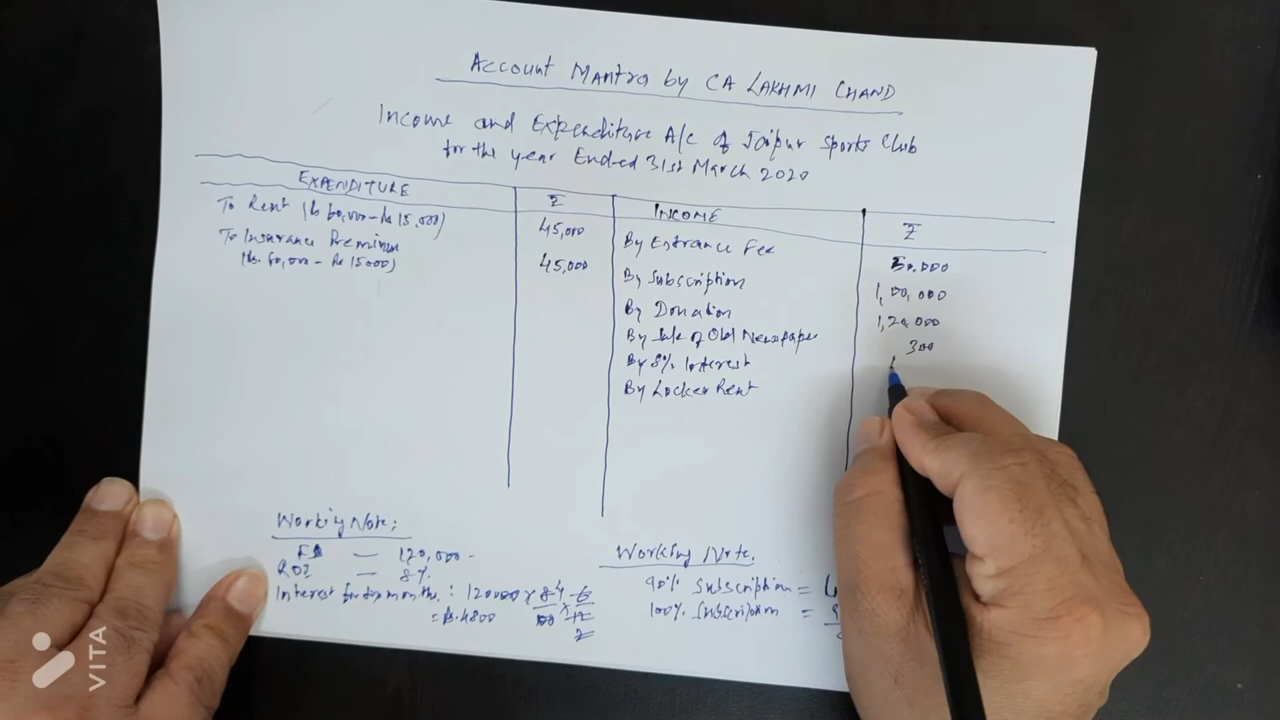 Account Mantra by CA LAKHMI CHAND
Income and Expenditure A/c of Jaipur Sports Club
for the year Ended 31st March 2020
EXPENDITURE ₹ INCOME ₹
To Rent (Rs 60,000 - Rs 15,000) 45,000
To Insurance Premium
(Rs. 60,000 - Rs 15000) 45,000
By Entrance Fee 50,000
By Subscription 1,00,000
By Donation 1,20,000
By Sale of Old Newspaper 300
By 8% Interest
By Locker Rent
Working Note:
— 120,000 -
ROI — 8%
Interest for six months : 120000 x 8 x 6
100 12
= Rs. 4800 2
Working Note.
90% Subscription =
100% Subscription =
VITA